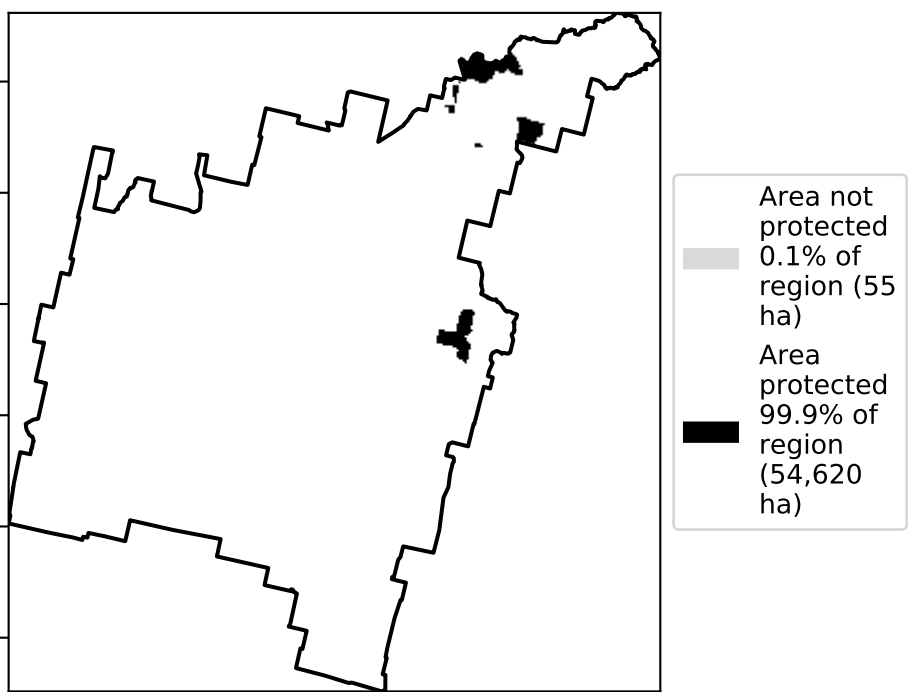 Area not
protected
0.1% of
region (55
ha)
Area
protected
99.9% of
region
(54,620
ha)